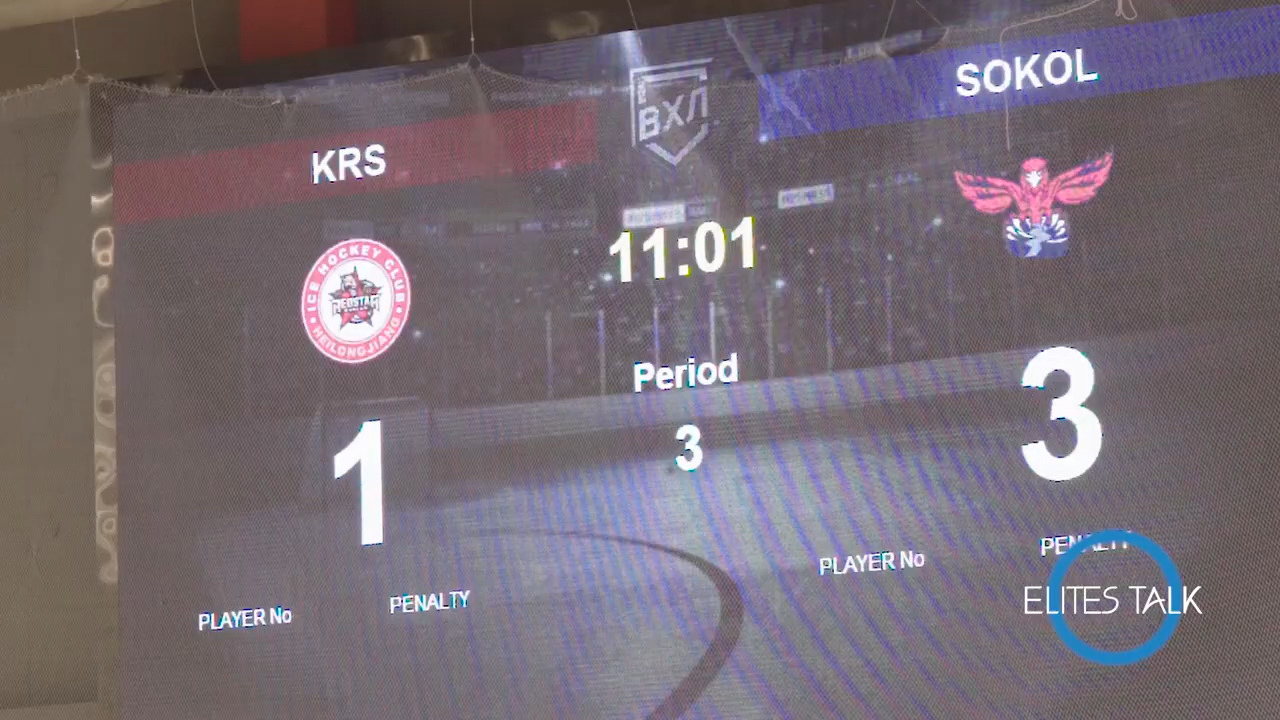 KRS
ВХЛ
SOKOL
ICE HOCKEY CLUB
REDSTAR
HEILONGJIANG
11:01
Period
1
3
3
PLAYER No
PENALTY
PLAYER No
PENALTY
ELITES TALK